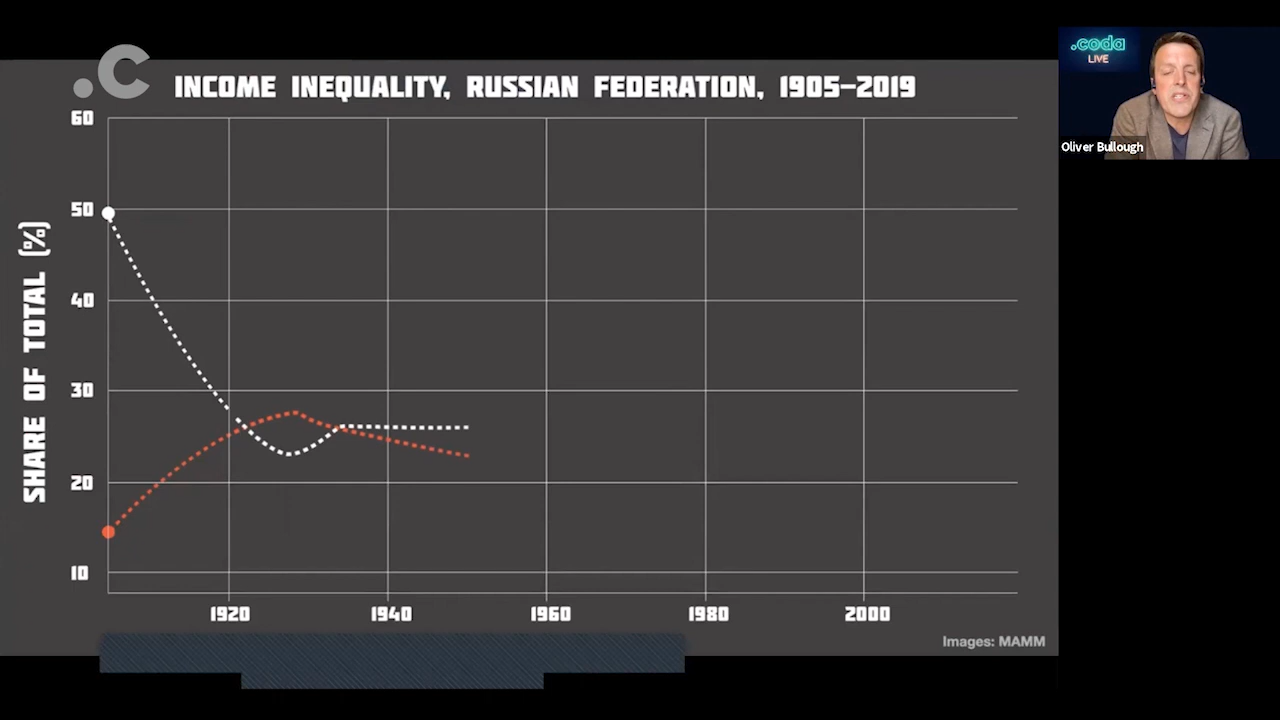 .C
INCOME INEQUALITY, RUSSIAN FEDERATION, 1905–2019
SHARE OF TOTAL (%)
60
50
40
30
20
10
1920 1940 1960 1980 2000
Images: MAMM
.coda
LIVE
Oliver Bullough